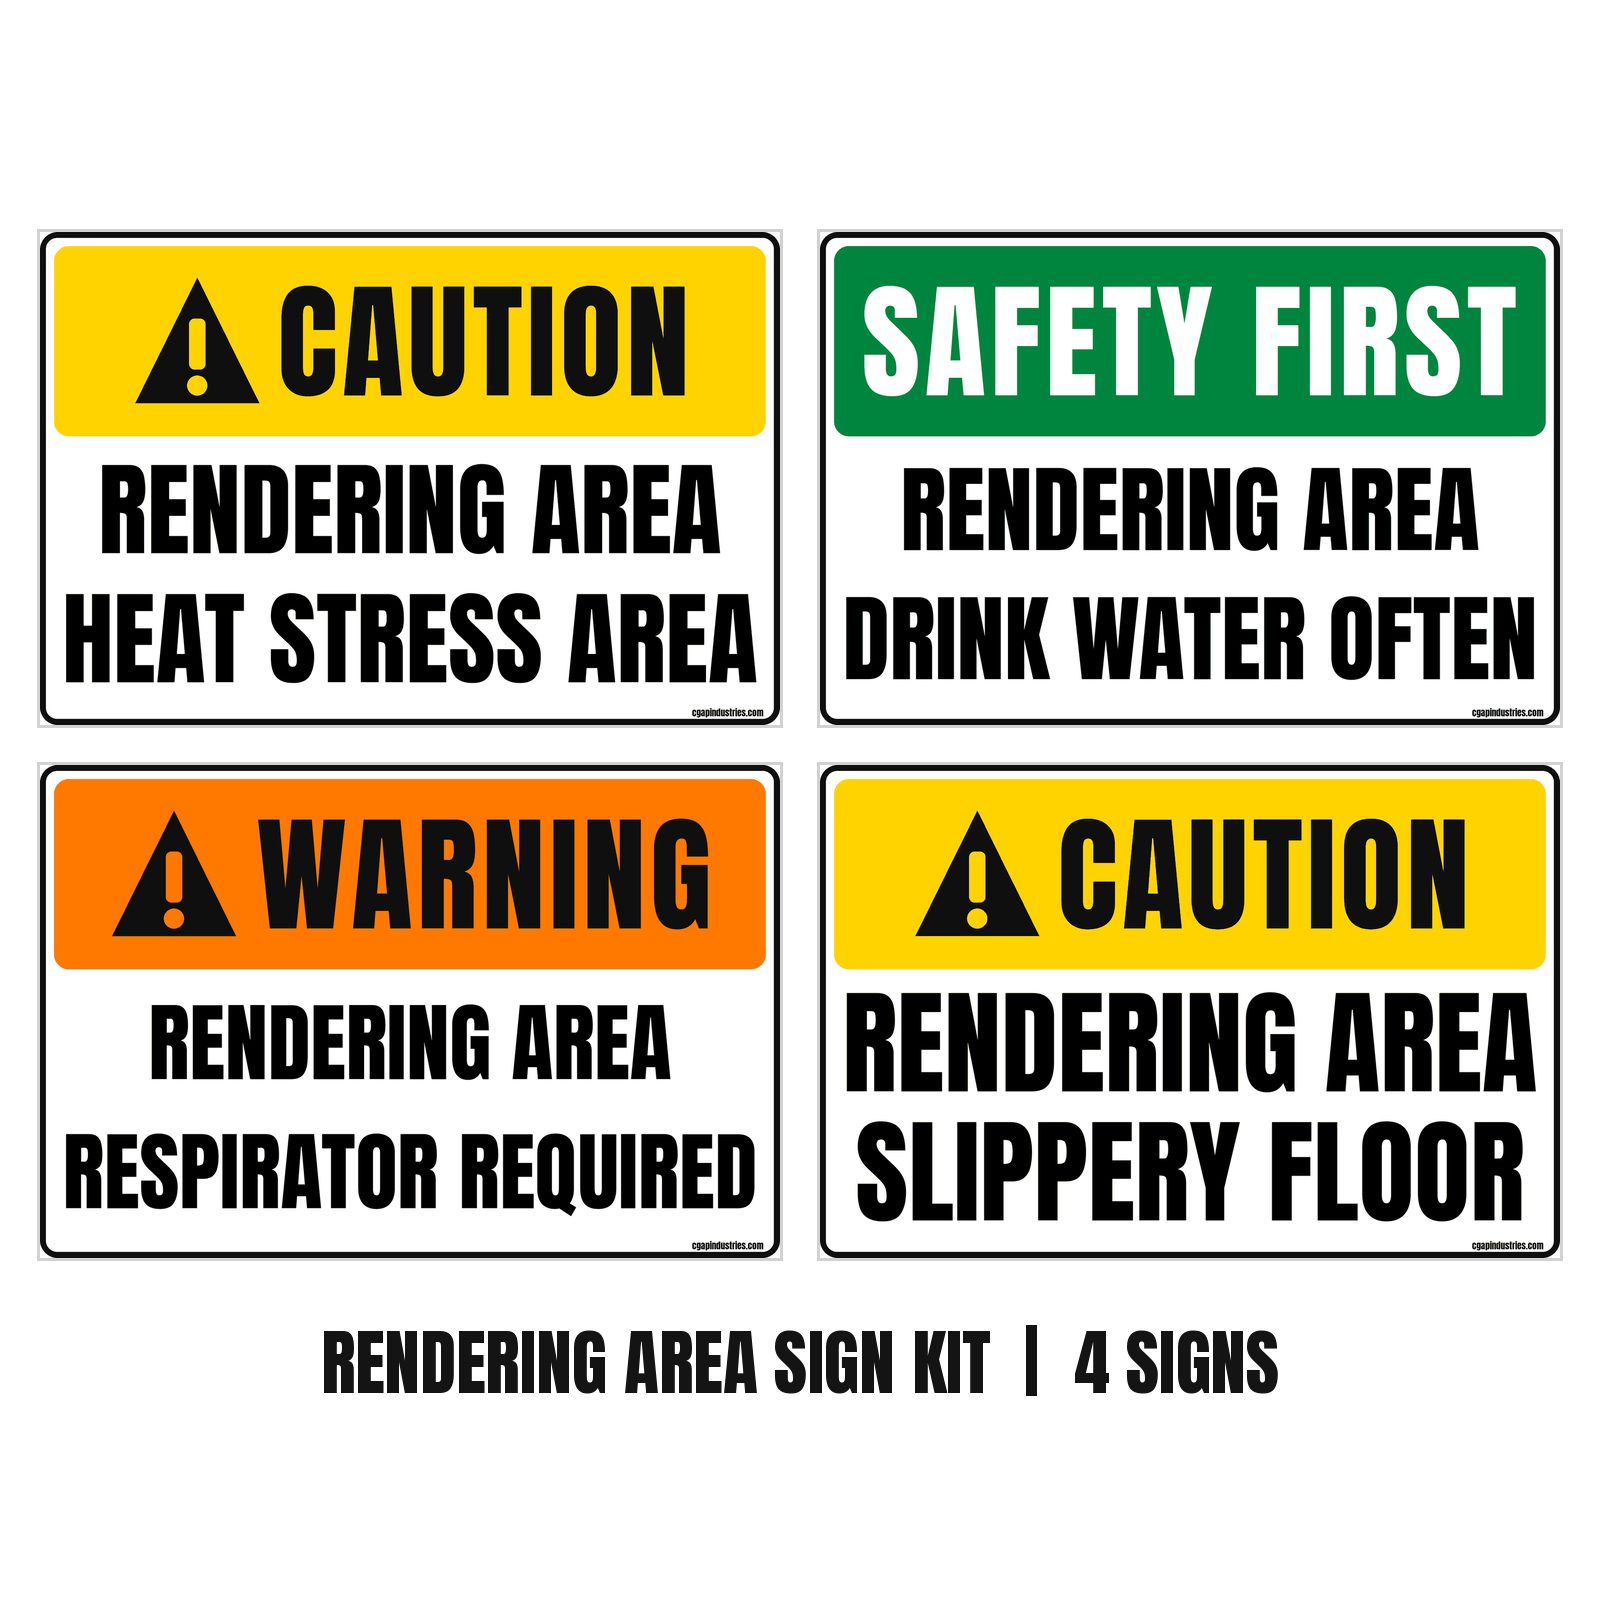 CAUTION
RENDERING AREA
HEAT STRESS AREA
cgapindustries.com
SAFETY FIRST
RENDERING AREA
DRINK WATER OFTEN
cgapindustries.com
WARNING
RENDERING AREA
RESPIRATOR REQUIRED
cgapindustries.com
CAUTION
RENDERING AREA
SLIPPERY FLOOR
cgapindustries.com
RENDERING AREA SIGN KIT | 4 SIGNS